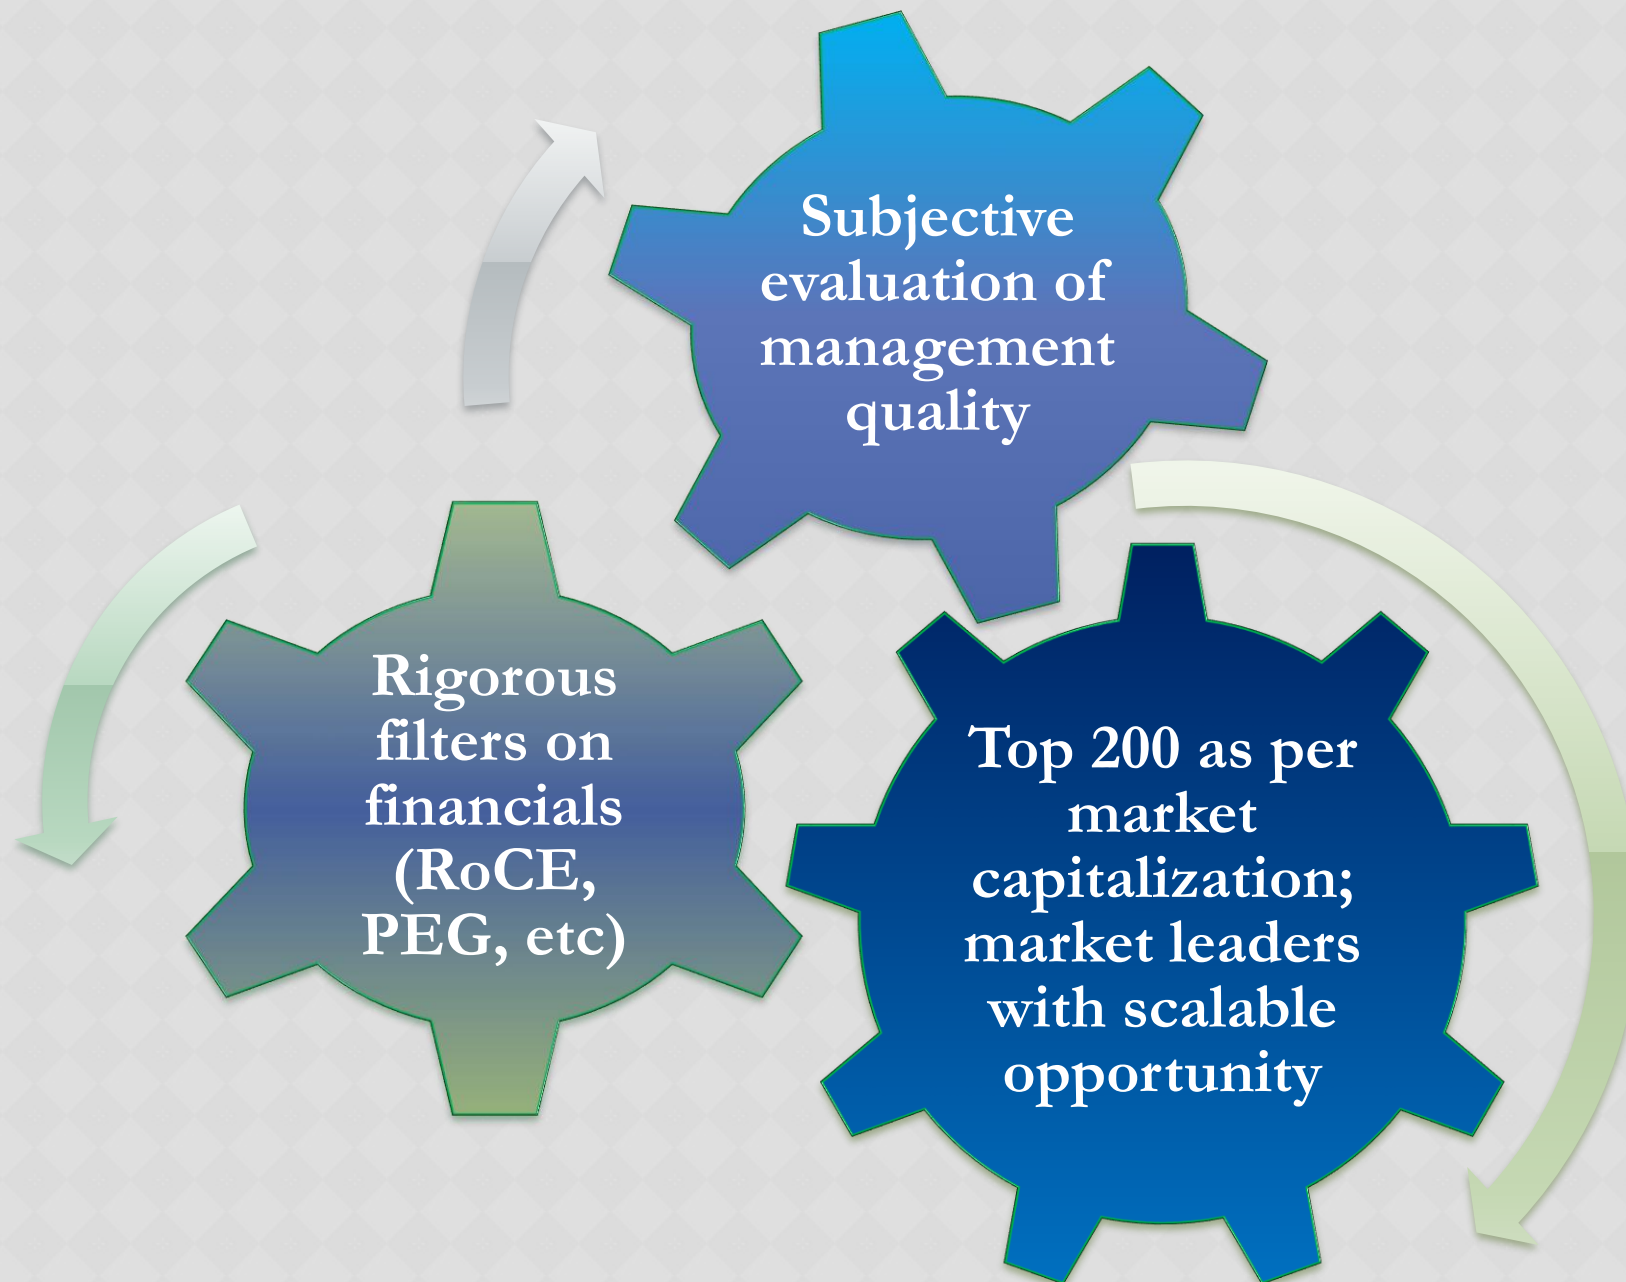 Subjective
evaluation of
management
quality
Rigorous
filters on
financials
(RoCE,
PEG, etc)
Top 200 as per
market
capitalization;
market leaders
with scalable
opportunity